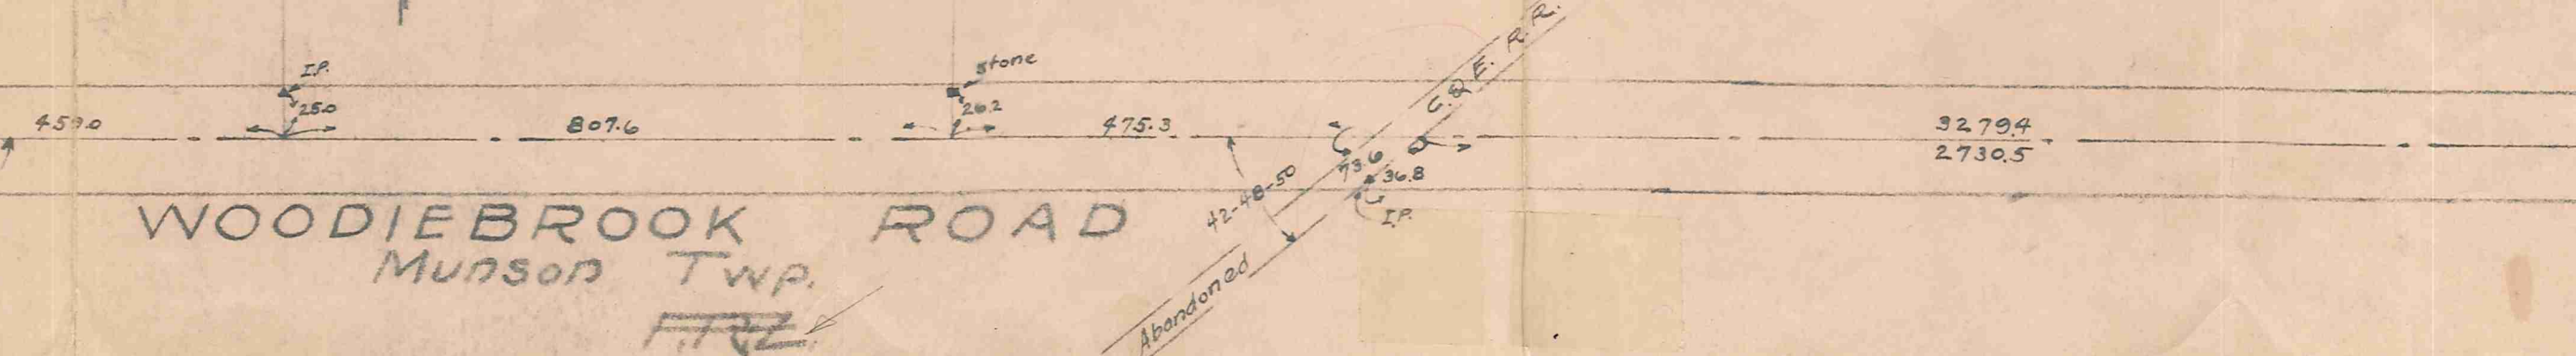 I.P.
25.0
459.0
807.6
stone
26.2
475.3
C. & E. R. R.
73.6
36.8
I.P.
42-48-50
3279.4
2730.5
WOODIEBROOK ROAD
Munson Twp.
Abandoned